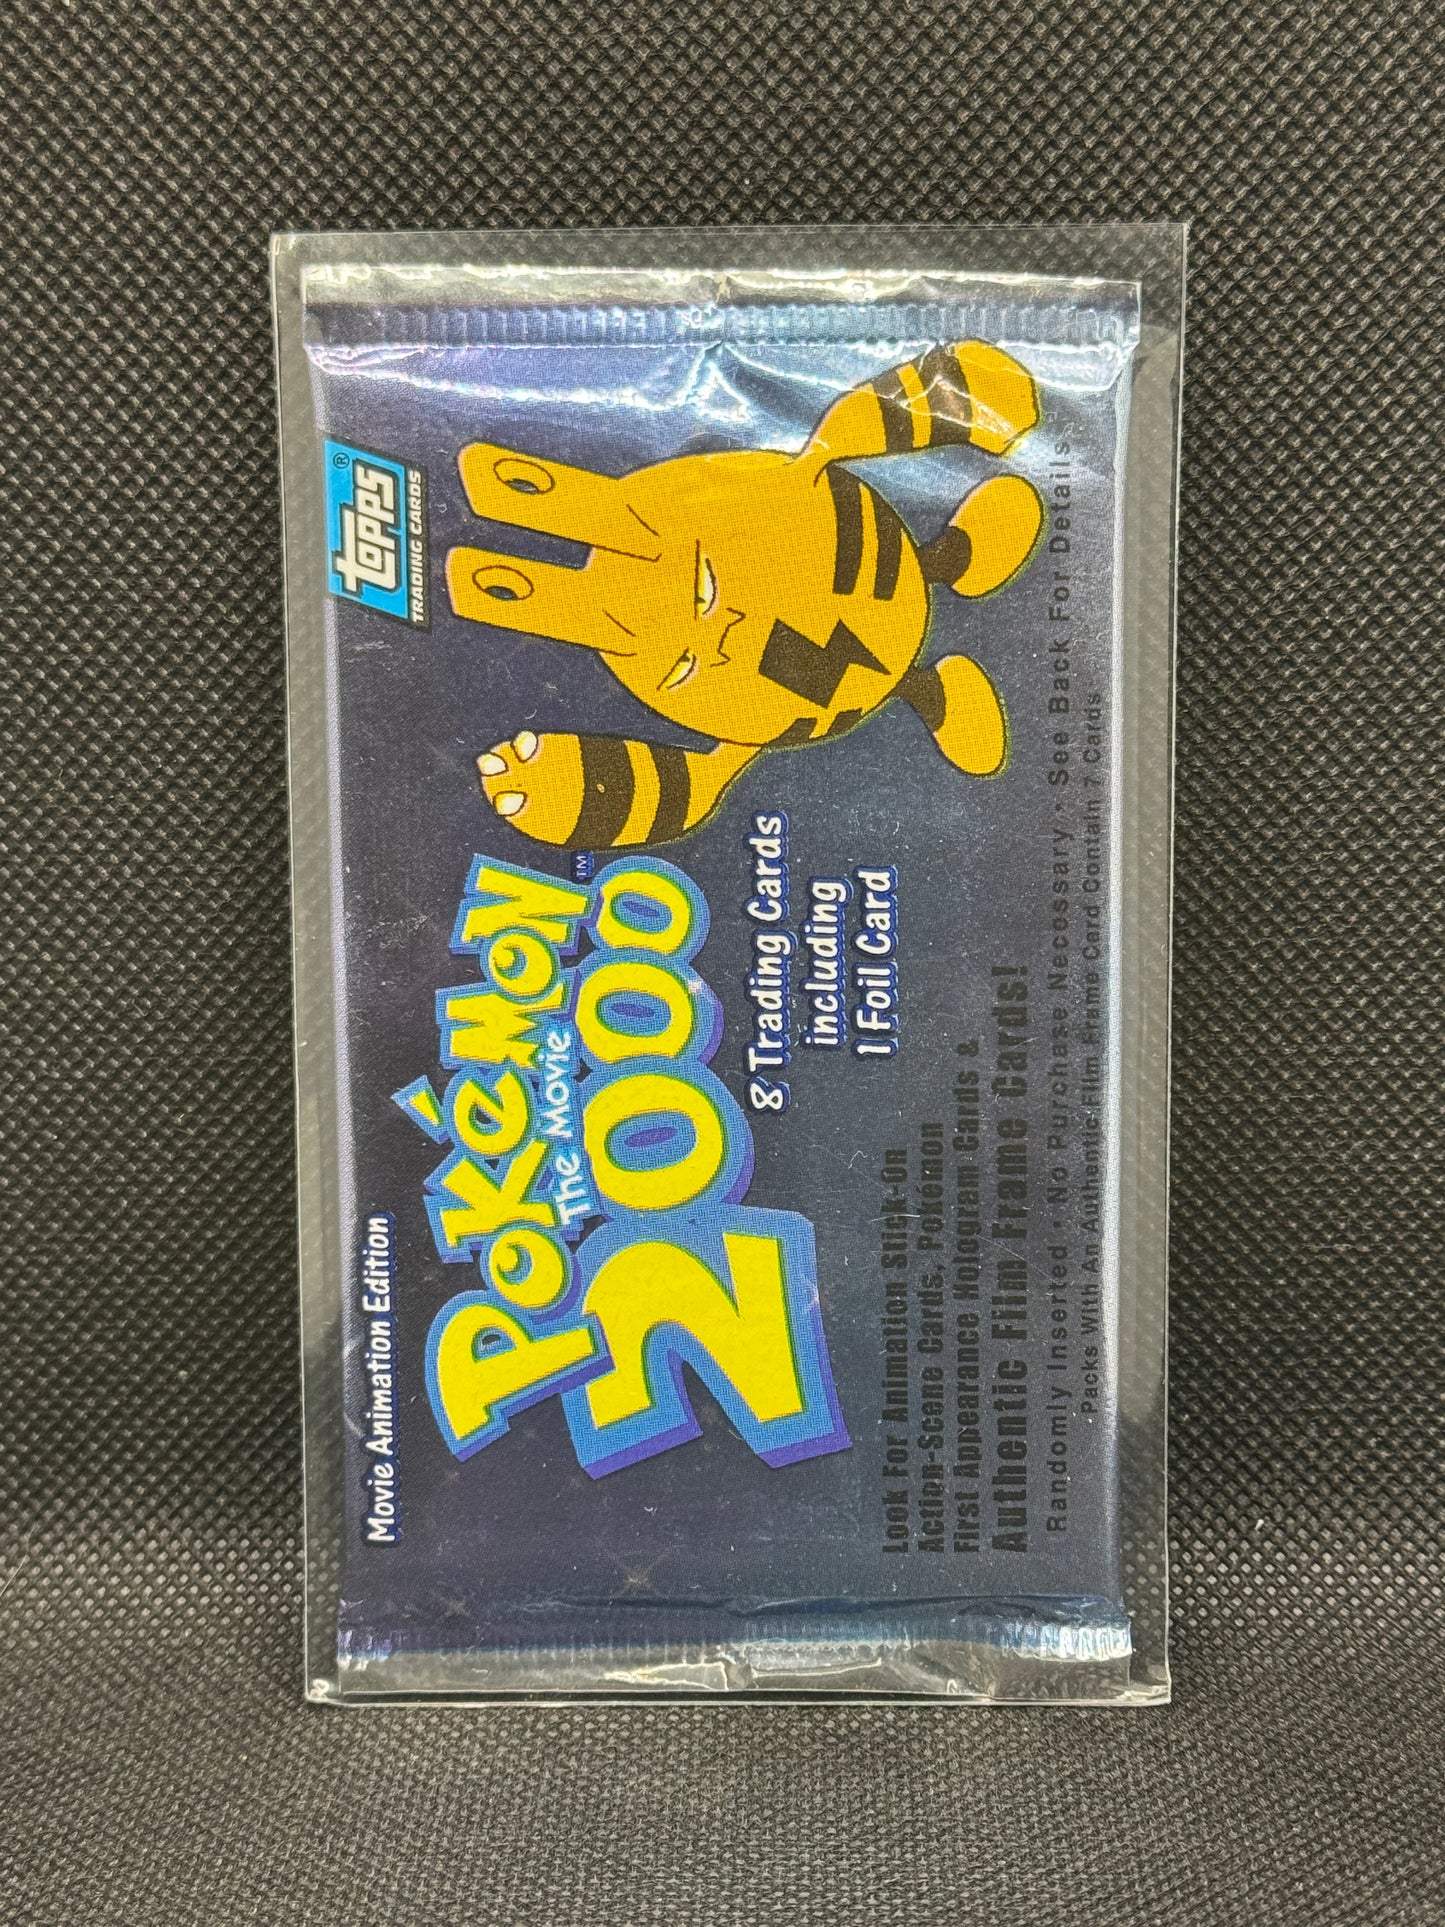 Movie Animation Edition
topps®
TRADING CARDS
POKéMON
The Movie
2000™
8 Trading Cards
including
1 Foil Card
Look For Animation Stick-On
Action-Scene Cards, Pokémon
First Appearance Hologram Cards &
Authentic Film Frame Cards!
Randomly Inserted • No Purchase Necessary • See Back For Details
Packs With An Authentic Film Frame Card Contain 7 Cards